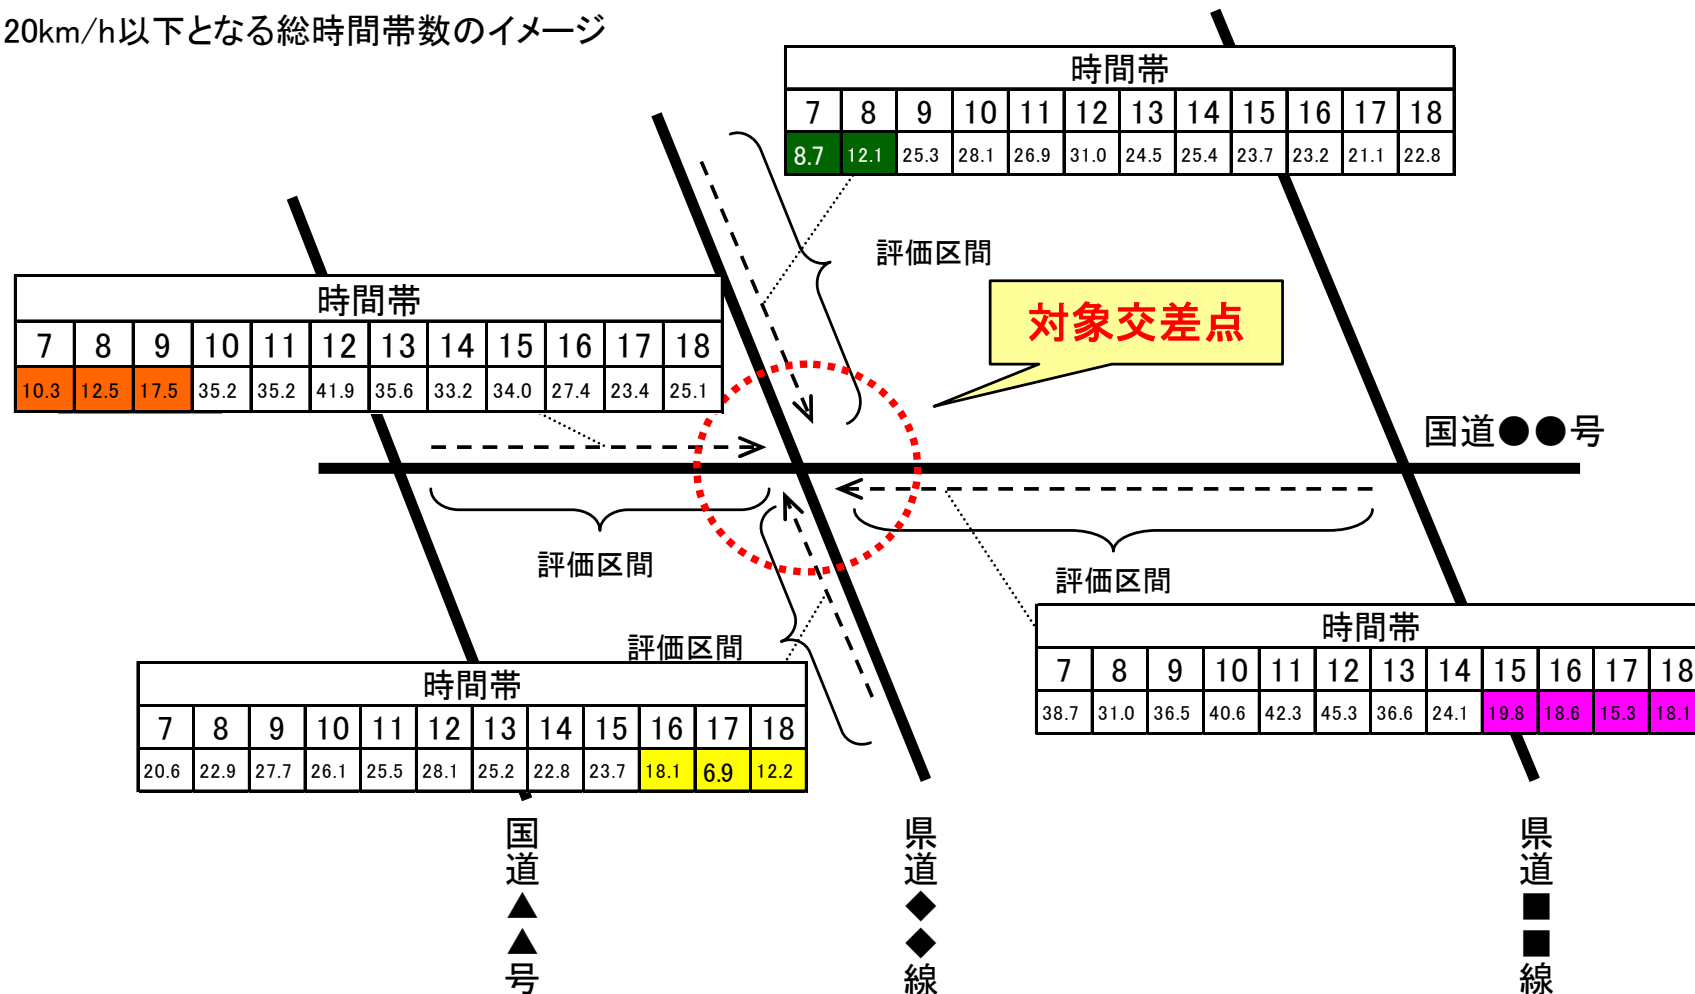 20km/h以下となる総時間帯数のイメージ
時間帯
7 8 9 10 11 12 13 14 15 16 17 18
8.7 12.1 25.3 28.1 26.9 31.0 24.5 25.4 23.7 23.2 21.1 22.8
評価区間
時間帯
7 8 9 10 11 12 13 14 15 16 17 18
10.3 12.5 17.5 35.2 35.2 41.9 35.6 33.2 34.0 27.4 23.4 25.1
対象交差点
国道●●号
評価区間
評価区間
時間帯
7 8 9 10 11 12 13 14 15 16 17 18
38.7 31.0 36.5 40.6 42.3 45.3 36.6 24.1 19.8 18.6 15.3 18.1
評価区間
時間帯
7 8 9 10 11 12 13 14 15 16 17 18
20.6 22.9 27.7 26.1 25.5 28.1 25.2 22.8 23.7 18.1 6.9 12.2
国道▲▲号
県道◆◆線
県道■■線